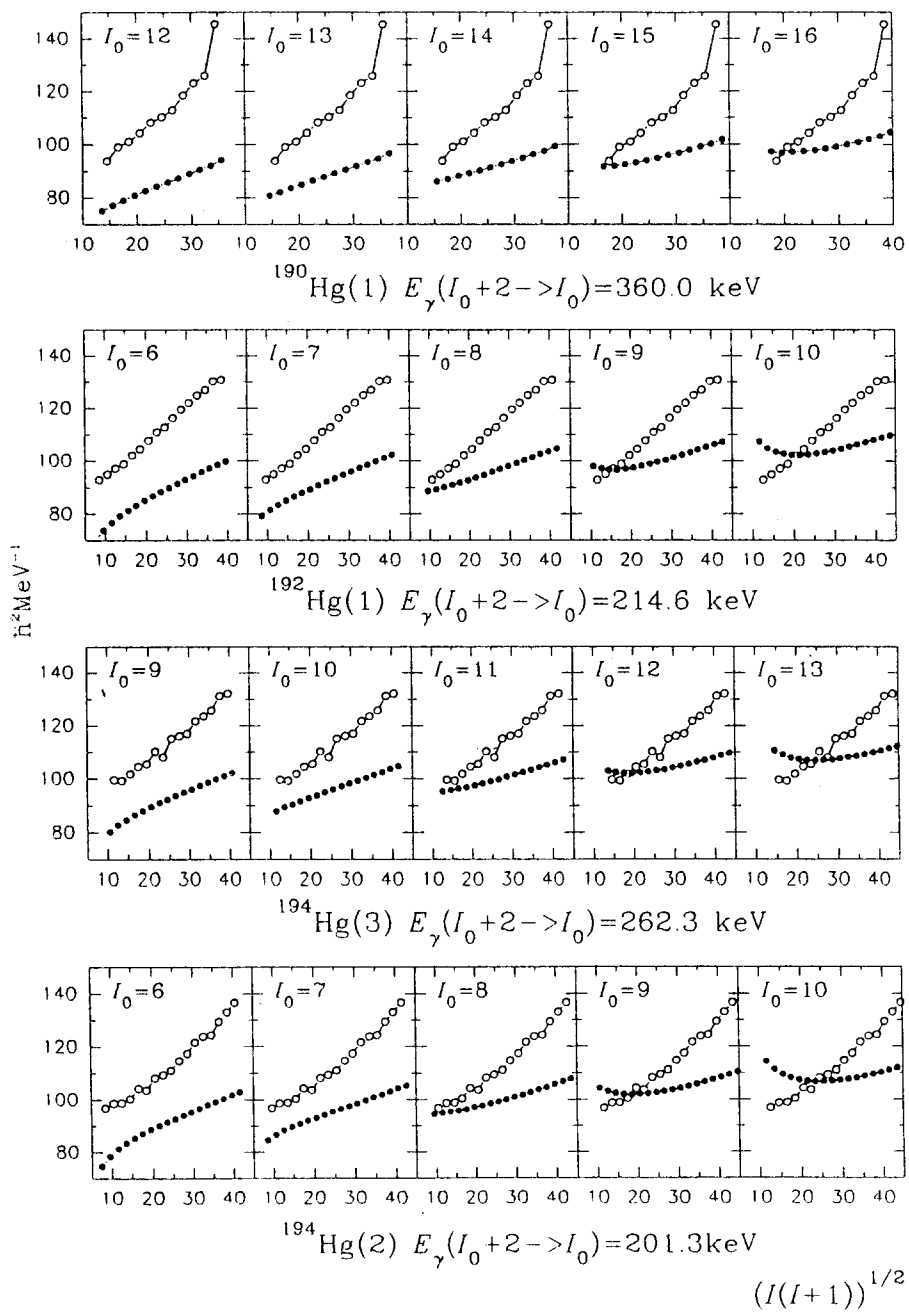 I₀=12 I₀=13 I₀=14 I₀=15 I₀=16
140
120
100
80
10 20 30 10 20 30 10 20 30 10 20 30 10 20 30 40
¹⁹⁰Hg(1) Eᵧ(I₀+2->I₀)=360.0 keV
I₀=6 I₀=7 I₀=8 I₀=9 I₀=10
140
120
100
80
10 20 30 40 10 20 30 40 10 20 30 40 10 20 30 40 10 20 30 40
¹⁹²Hg(1) Eᵧ(I₀+2->I₀)=214.6 keV
ħ²MeV⁻¹
I₀=9 I₀=10 I₀=11 I₀=12 I₀=13
140
120
100
80
10 20 30 40 10 20 30 40 10 20 30 40 10 20 30 40 10 20 30 40
¹⁹⁴Hg(3) Eᵧ(I₀+2->I₀)=262.3 keV
I₀=6 I₀=7 I₀=8 I₀=9 I₀=10
140
120
100
80
10 20 30 40 10 20 30 40 10 20 30 40 10 20 30 40 10 20 30 40
¹⁹⁴Hg(2) Eᵧ(I₀+2->I₀)=201.3keV
(I(I+1))¹/²